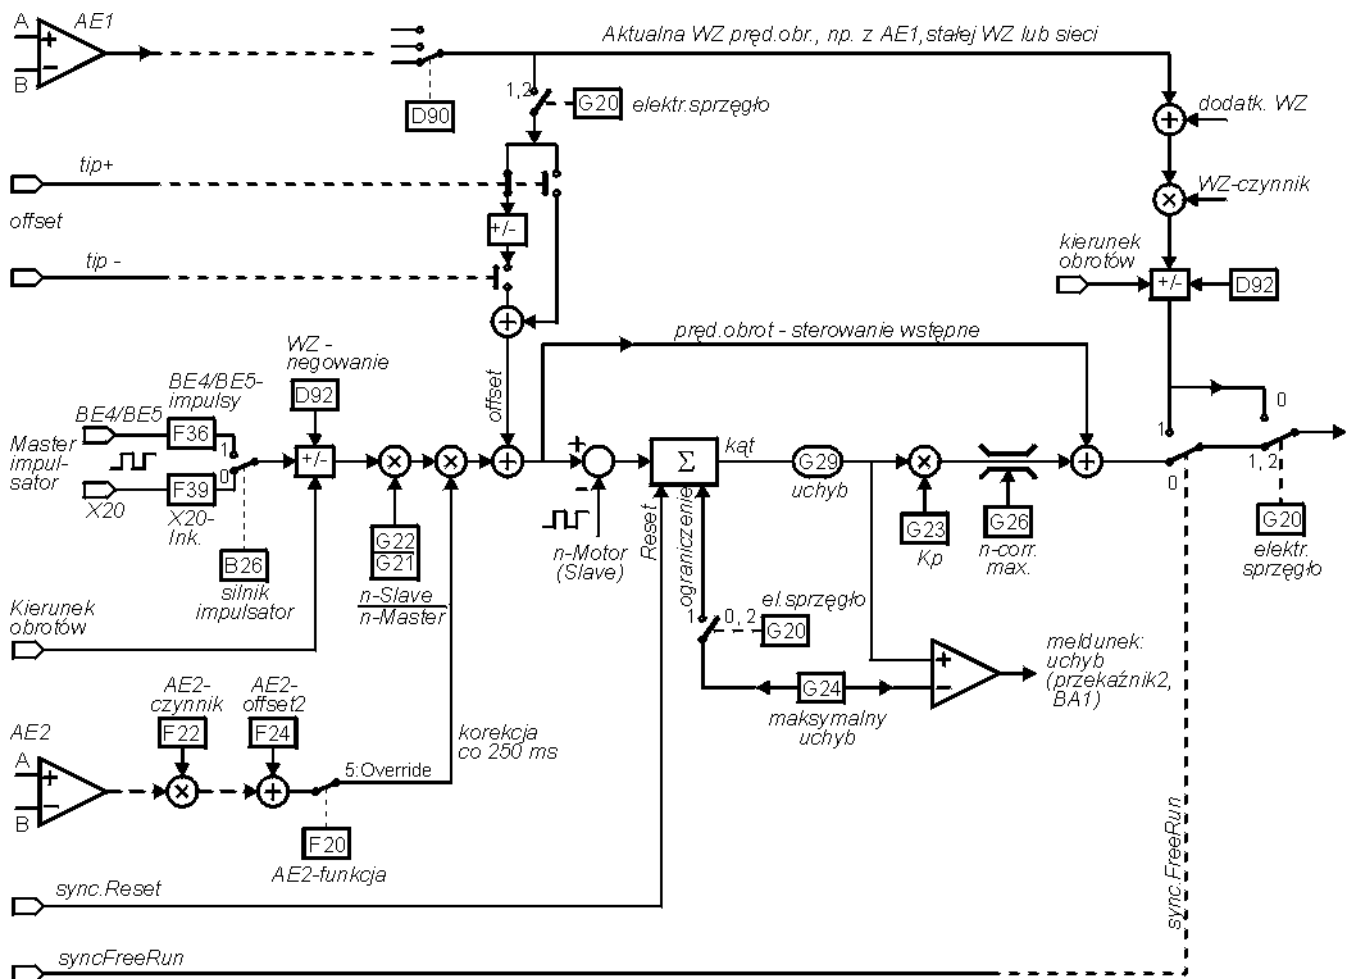 A
AE1
B
D90
Aktualna WZ pręd.obr., np. z AE1,stałej WZ lub sieci
1,2
G20
elektr.sprzęgło
dodatk. WZ
WZ-czynnik
kierunek
obrotów
+/-
D92
tip+
offset
+/-
tip -
offset
pręd.obrot - sterowanie wstępne
WZ -
negowanie
D92
BE4/BE5-
impulsy
BE4/BE5
F36
Master
impul-
sator
1
0
+/-
X20
F39
X20-
Ink.
B26
silnik
impulsator
G22
G21
n-Slave
n-Master
+
-
n-Motor
(Slave)
Σ
kąt
Reset
ograniczenie
G29
uchyb
G23
Kp
G26
n-corr.
max.
1
0
0
1, 2
G20
elektr.
sprzęgło
Kierunek
obrotów
1
0, 2
el.sprzęgło
G20
G24
maksymalny
uchyb
+
-
meldunek:
uchyb
(przekaźnik2,
BA1)
AE2-
czynnik
F22
AE2-
offset2
F24
AE2
A
B
5:Override
korekcja
co 250 ms
F20
AE2-funkcja
sync.Reset
sync.FreeRun
syncFreeRun